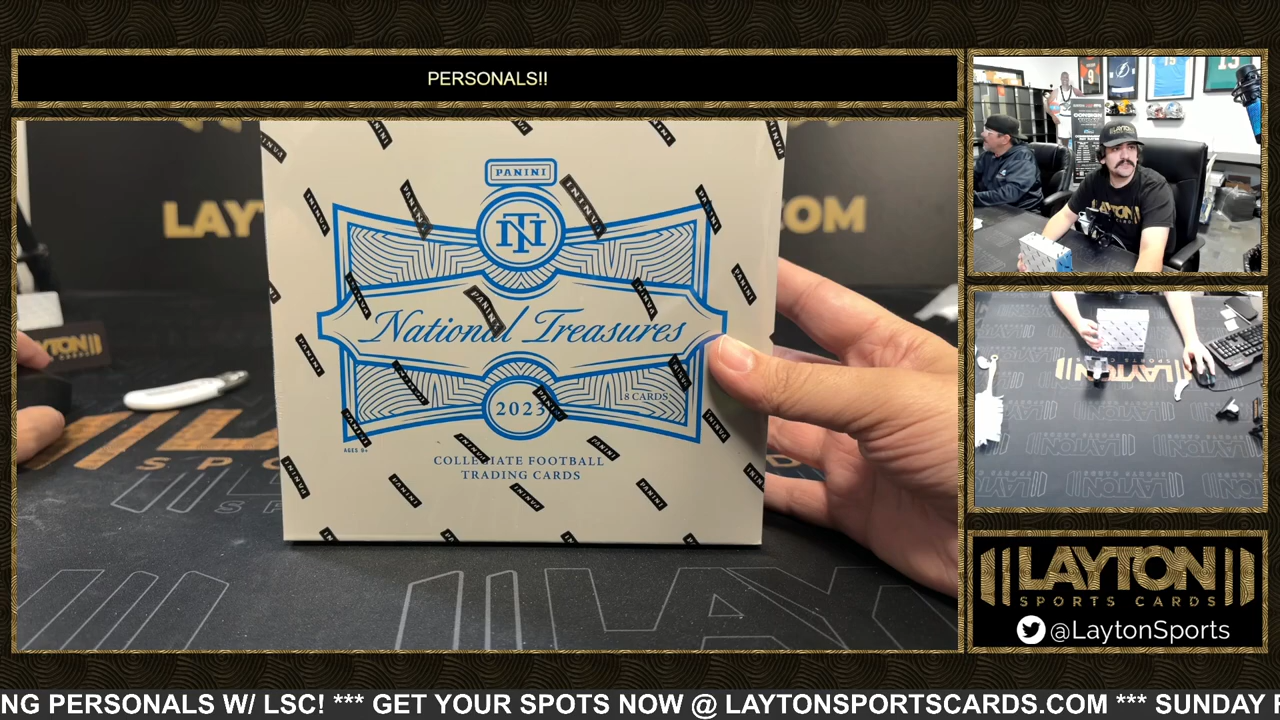 PERSONALS!!
PANINI
NT
National Treasures
2023
18 CARDS
AGES 9+
COLLEGIATE FOOTBALL
TRADING CARDS
LAYTON
SPORTS CARDS
@LaytonSports
NG PERSONALS W/ LSC! *** GET YOUR SPOTS NOW @ LAYTONSPORTSCARDS.COM *** SUNDAY